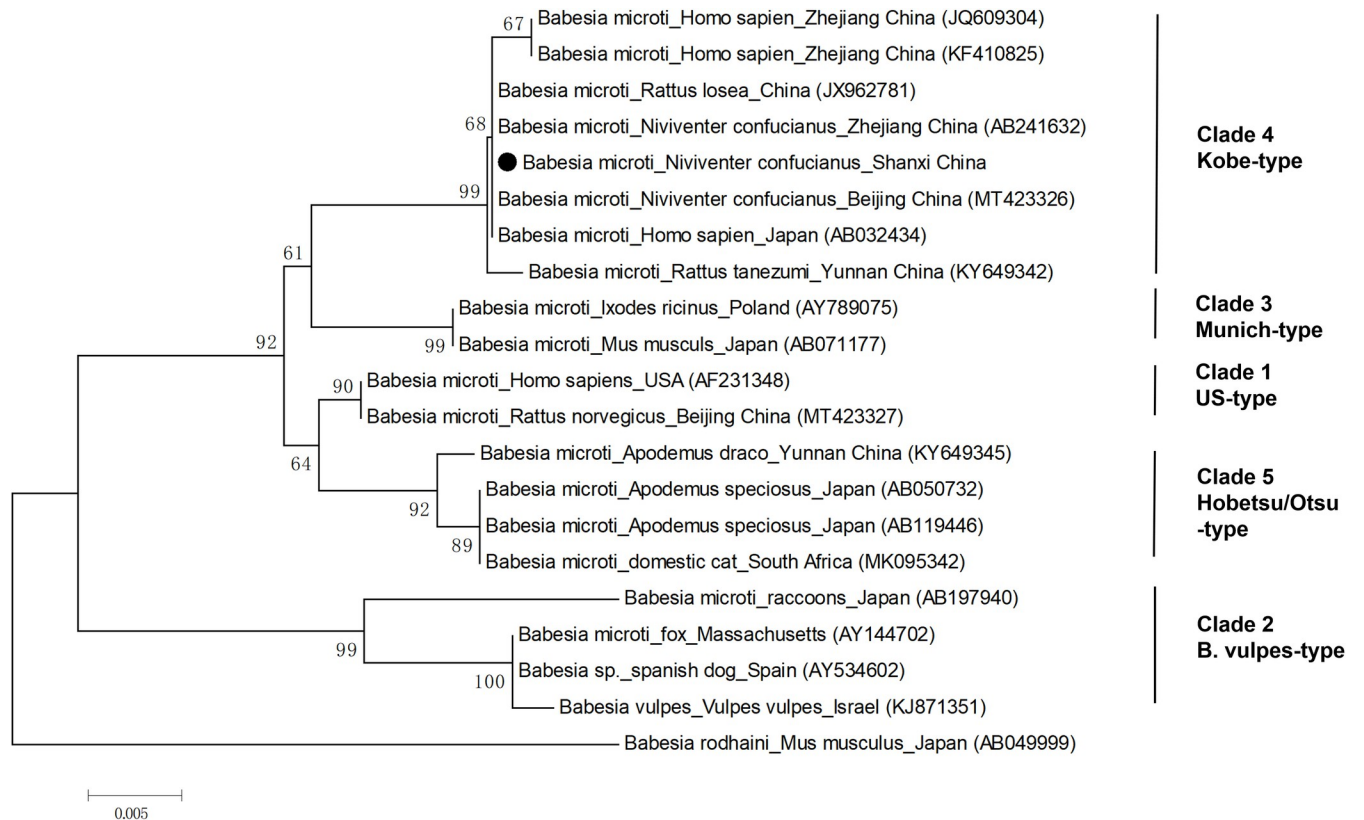 67
Babesia microti_Homo sapien_Zhejiang China (JQ609304)
Babesia microti_Homo sapien_Zhejiang China (KF410825)
Babesia microti_Rattus losea_China (JX962781)
68
Babesia microti_Niviventer confucianus_Zhejiang China (AB241632)
Babesia microti_Niviventer confucianus_Shanxi China
99
Babesia microti_Niviventer confucianus_Beijing China (MT423326)
Babesia microti_Homo sapien_Japan (AB032434)
Babesia microti_Rattus tanezumi_Yunnan China (KY649342)
Clade 4
Kobe-type
61
Babesia microti_Ixodes ricinus_Poland (AY789075)
99
Babesia microti_Mus musculs_Japan (AB071177)
Clade 3
Munich-type
92
90
Babesia microti_Homo sapiens_USA (AF231348)
Babesia microti_Rattus norvegicus_Beijing China (MT423327)
Clade 1
US-type
64
Babesia microti_Apodemus draco_Yunnan China (KY649345)
Babesia microti_Apodemus speciosus_Japan (AB050732)
92
Babesia microti_Apodemus speciosus_Japan (AB119446)
89
Babesia microti_domestic cat_South Africa (MK095342)
Clade 5
Hobetsu/Otsu
-type
Babesia microti_raccoons_Japan (AB197940)
99
Babesia microti_fox_Massachusetts (AY144702)
Babesia sp._spanish dog_Spain (AY534602)
100
Babesia vulpes_Vulpes vulpes_Israel (KJ871351)
Clade 2
B. vulpes-type
Babesia rodhaini_Mus musculus_Japan (AB049999)
0.005